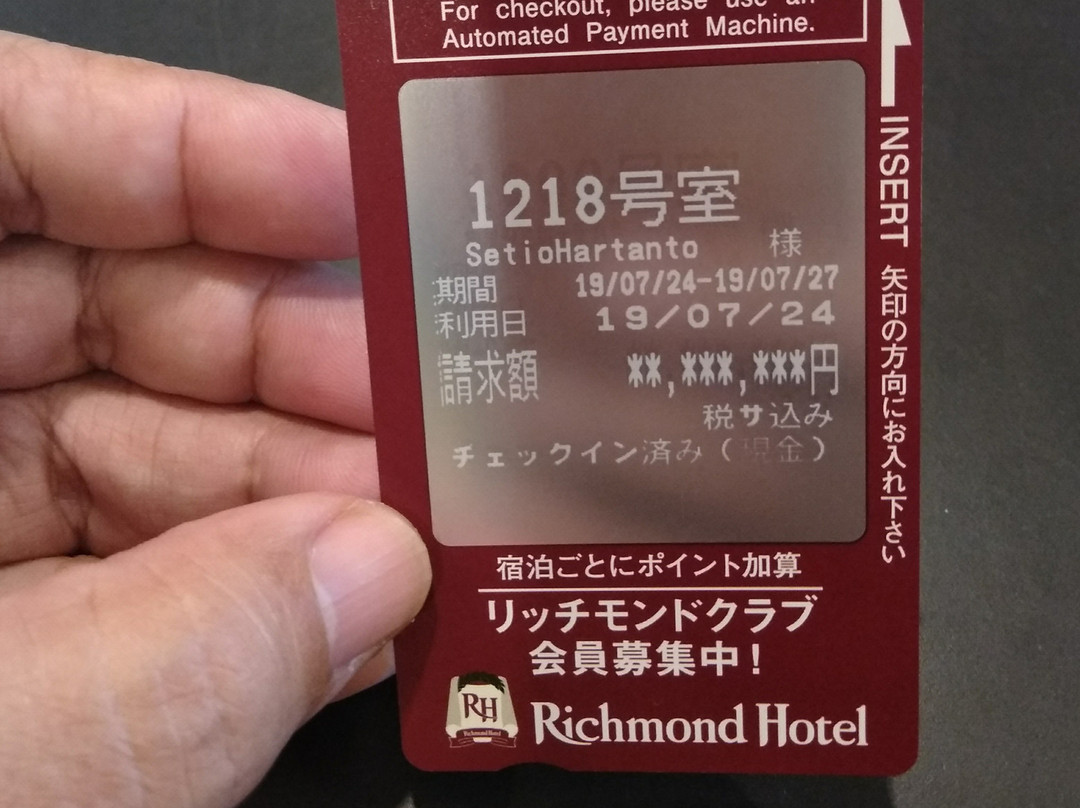 For checkout, please use an
Automated Payment Machine.
INSERT 矢印の方向にお入れ下さい
1218号室
SetioHartanto 様
期間 19/07/24-19/07/27
利用日 19/07/24
請求額 **,***,***円
税サ込み
チェックイン済み(現金)
宿泊ごとにポイント加算
リッチモンドクラブ
会員募集中!
RH
Richmond Hotel
Richmond Hotel